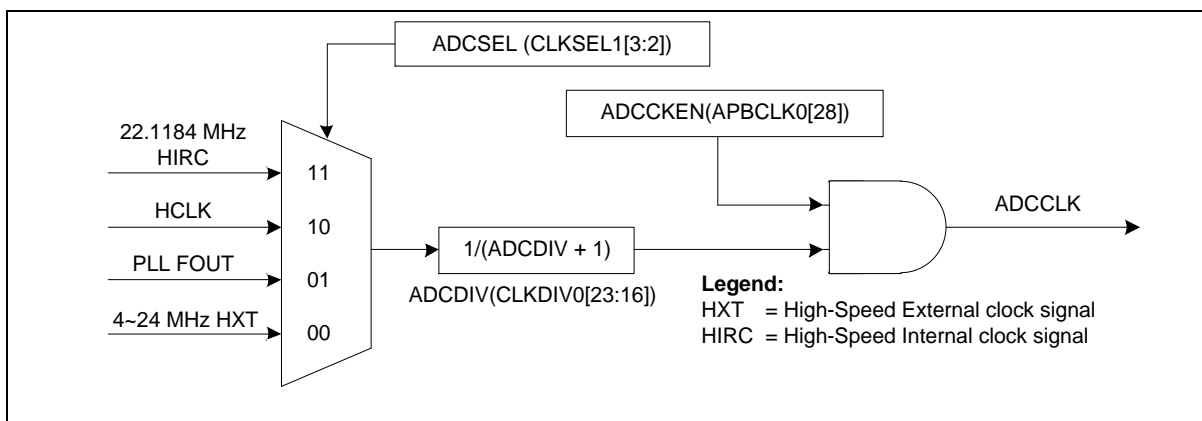 ADCSEL (CLKSEL1[3:2])
ADCCKEN(APBCLK0[28])
22.1184 MHz
HIRC
11
HCLK
10
PLL FOUT
01
4~24 MHz HXT
00
1/(ADCDIV + 1)
ADCDIV(CLKDIV0[23:16])
ADCCLK
Legend:
HXT = High-Speed External clock signal
HIRC = High-Speed Internal clock signal